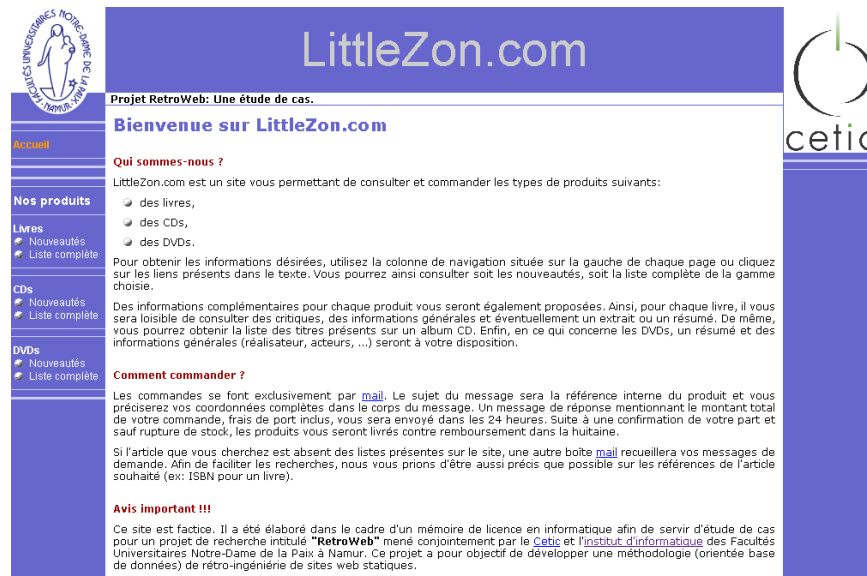 FACULTÉS UNIVERSITAIRES NOTRE-DAME DE LA PAIX
NAMUR
LittleZon.com
cetic
Projet RetroWeb: Une étude de cas.
Accueil
Nos produits
Livres
Nouveautés
Liste complète
CDs
Nouveautés
Liste complète
DVDs
Nouveautés
Liste complète
Bienvenue sur LittleZon.com
Qui sommes-nous ?
LittleZon.com est un site vous permettant de consulter et commander les types de produits suivants:
des livres,
des CDs,
des DVDs.
Pour obtenir les informations désirées, utilisez la colonne de navigation située sur la gauche de chaque page ou cliquez
sur les liens présents dans le texte. Vous pourrez ainsi consulter soit les nouveautés, soit la liste complète de la gamme
choisie.
Des informations complémentaires pour chaque produit vous seront également proposées. Ainsi, pour chaque livre, il vous
sera loisible de consulter des critiques, des informations générales et éventuellement un extrait ou un résumé. De même,
vous pourrez obtenir la liste des titres présents sur un album CD. Enfin, en ce qui concerne les DVDs, un résumé et des
informations générales (réalisateur, acteurs, ...) seront à votre disposition.
Comment commander ?
Les commandes se font exclusivement par mail. Le sujet du message sera la référence interne du produit et vous
préciserez vos coordonnées complètes dans le corps du message. Un message de réponse mentionnant le montant total
de votre commande, frais de port inclus, vous sera envoyé dans les 24 heures. Suite à une confirmation de votre part et
sauf rupture de stock, les produits vous seront livrés contre remboursement dans la huitaine.
Si l'article que vous cherchez est absent des listes présentes sur le site, une autre boîte mail recueillera vos messages de
demande. Afin de faciliter les recherches, nous vous prions d'être aussi précis que possible sur les références de l'article
souhaité (ex: ISBN pour un livre).
Avis important !!!
Ce site est factice. Il a été élaboré dans le cadre d'un mémoire de licence en informatique afin de servir d'étude de cas
pour un projet de recherche intitulé "RetroWeb" mené conjointement par le Cetic et l'institut d'informatique des Facultés
Universitaires Notre-Dame de la Paix à Namur. Ce projet a pour objectif de développer une méthodologie (orientée base
de données) de rétro-ingéniérie de sites web statiques.